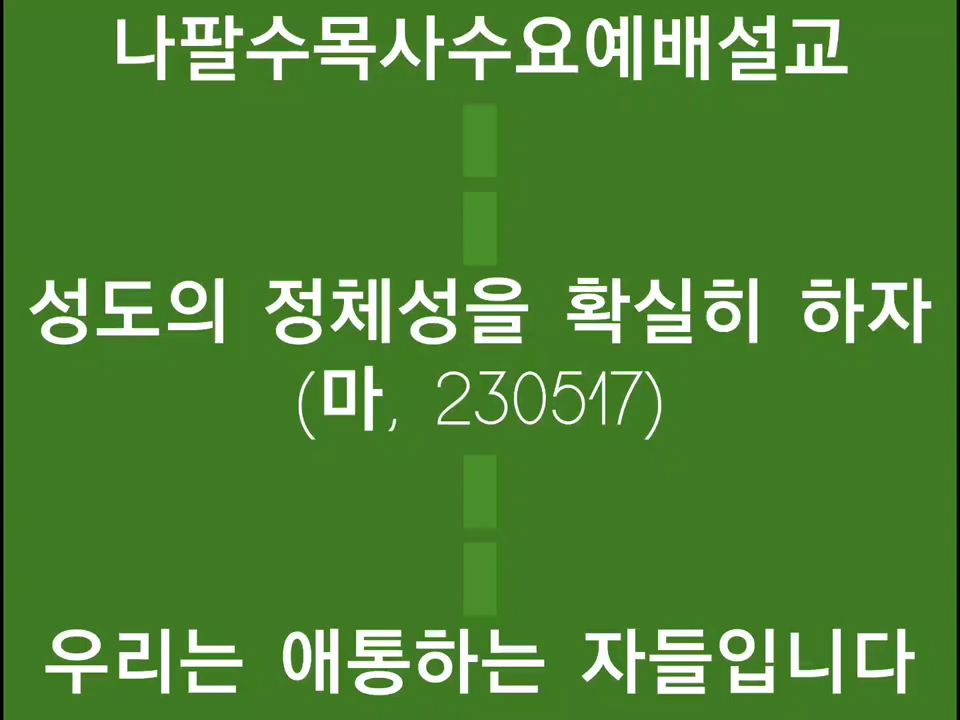 나팔수목사수요예배설교
성도의 정체성을 확실히 하자
(마, 230517)
우리는 애통하는 자들입니다